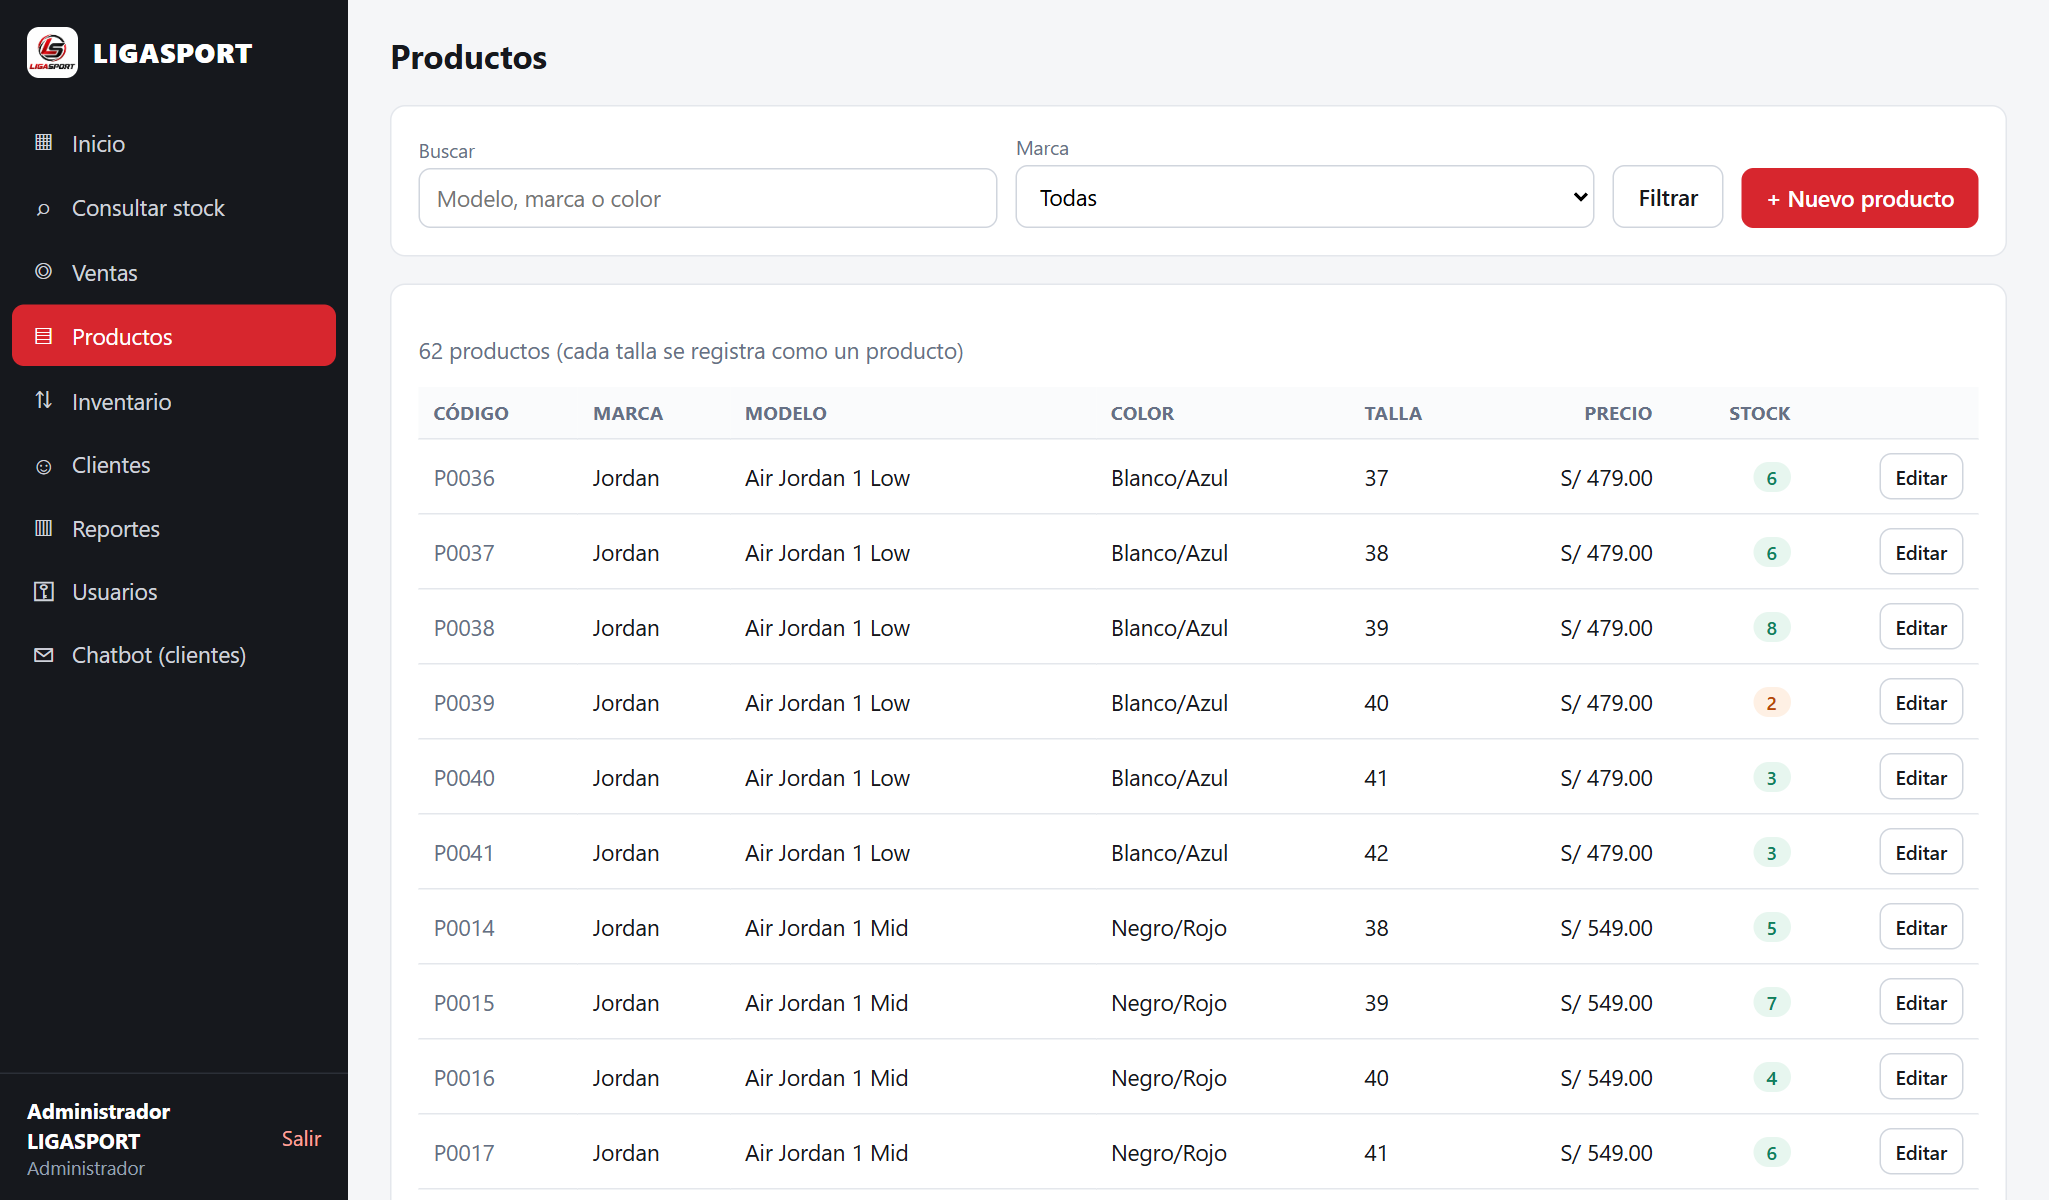 LIGASPORT
LIGASPORT
Inicio
Consultar stock
Ventas
Productos
Inventario
Clientes
Reportes
Usuarios
Chatbot (clientes)
Administrador
LIGASPORT
Administrador
Salir
Productos
Buscar
Modelo, marca o color
Marca
Todas
Filtrar
+ Nuevo producto
62 productos (cada talla se registra como un producto)
CÓDIGO MARCA MODELO COLOR TALLA PRECIO STOCK
P0036 Jordan Air Jordan 1 Low Blanco/Azul 37 S/ 479.00 6 Editar
P0037 Jordan Air Jordan 1 Low Blanco/Azul 38 S/ 479.00 6 Editar
P0038 Jordan Air Jordan 1 Low Blanco/Azul 39 S/ 479.00 8 Editar
P0039 Jordan Air Jordan 1 Low Blanco/Azul 40 S/ 479.00 2 Editar
P0040 Jordan Air Jordan 1 Low Blanco/Azul 41 S/ 479.00 3 Editar
P0041 Jordan Air Jordan 1 Low Blanco/Azul 42 S/ 479.00 3 Editar
P0014 Jordan Air Jordan 1 Mid Negro/Rojo 38 S/ 549.00 5 Editar
P0015 Jordan Air Jordan 1 Mid Negro/Rojo 39 S/ 549.00 7 Editar
P0016 Jordan Air Jordan 1 Mid Negro/Rojo 40 S/ 549.00 4 Editar
P0017 Jordan Air Jordan 1 Mid Negro/Rojo 41 S/ 549.00 6 Editar